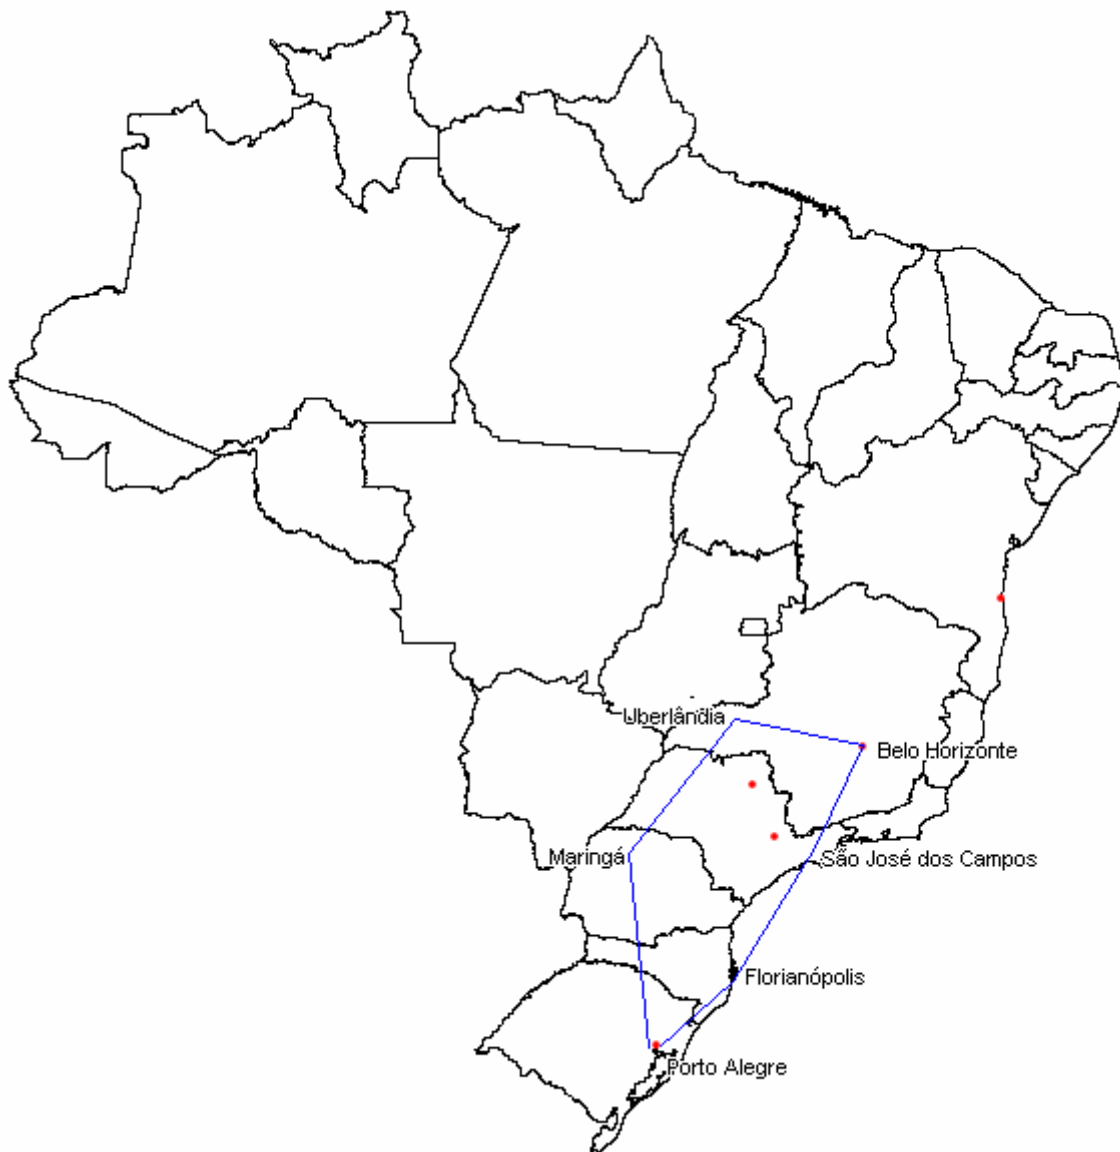 Uberlândia
Belo Horizonte
Maringá
São José dos Campos
Florianópolis
Porto Alegre